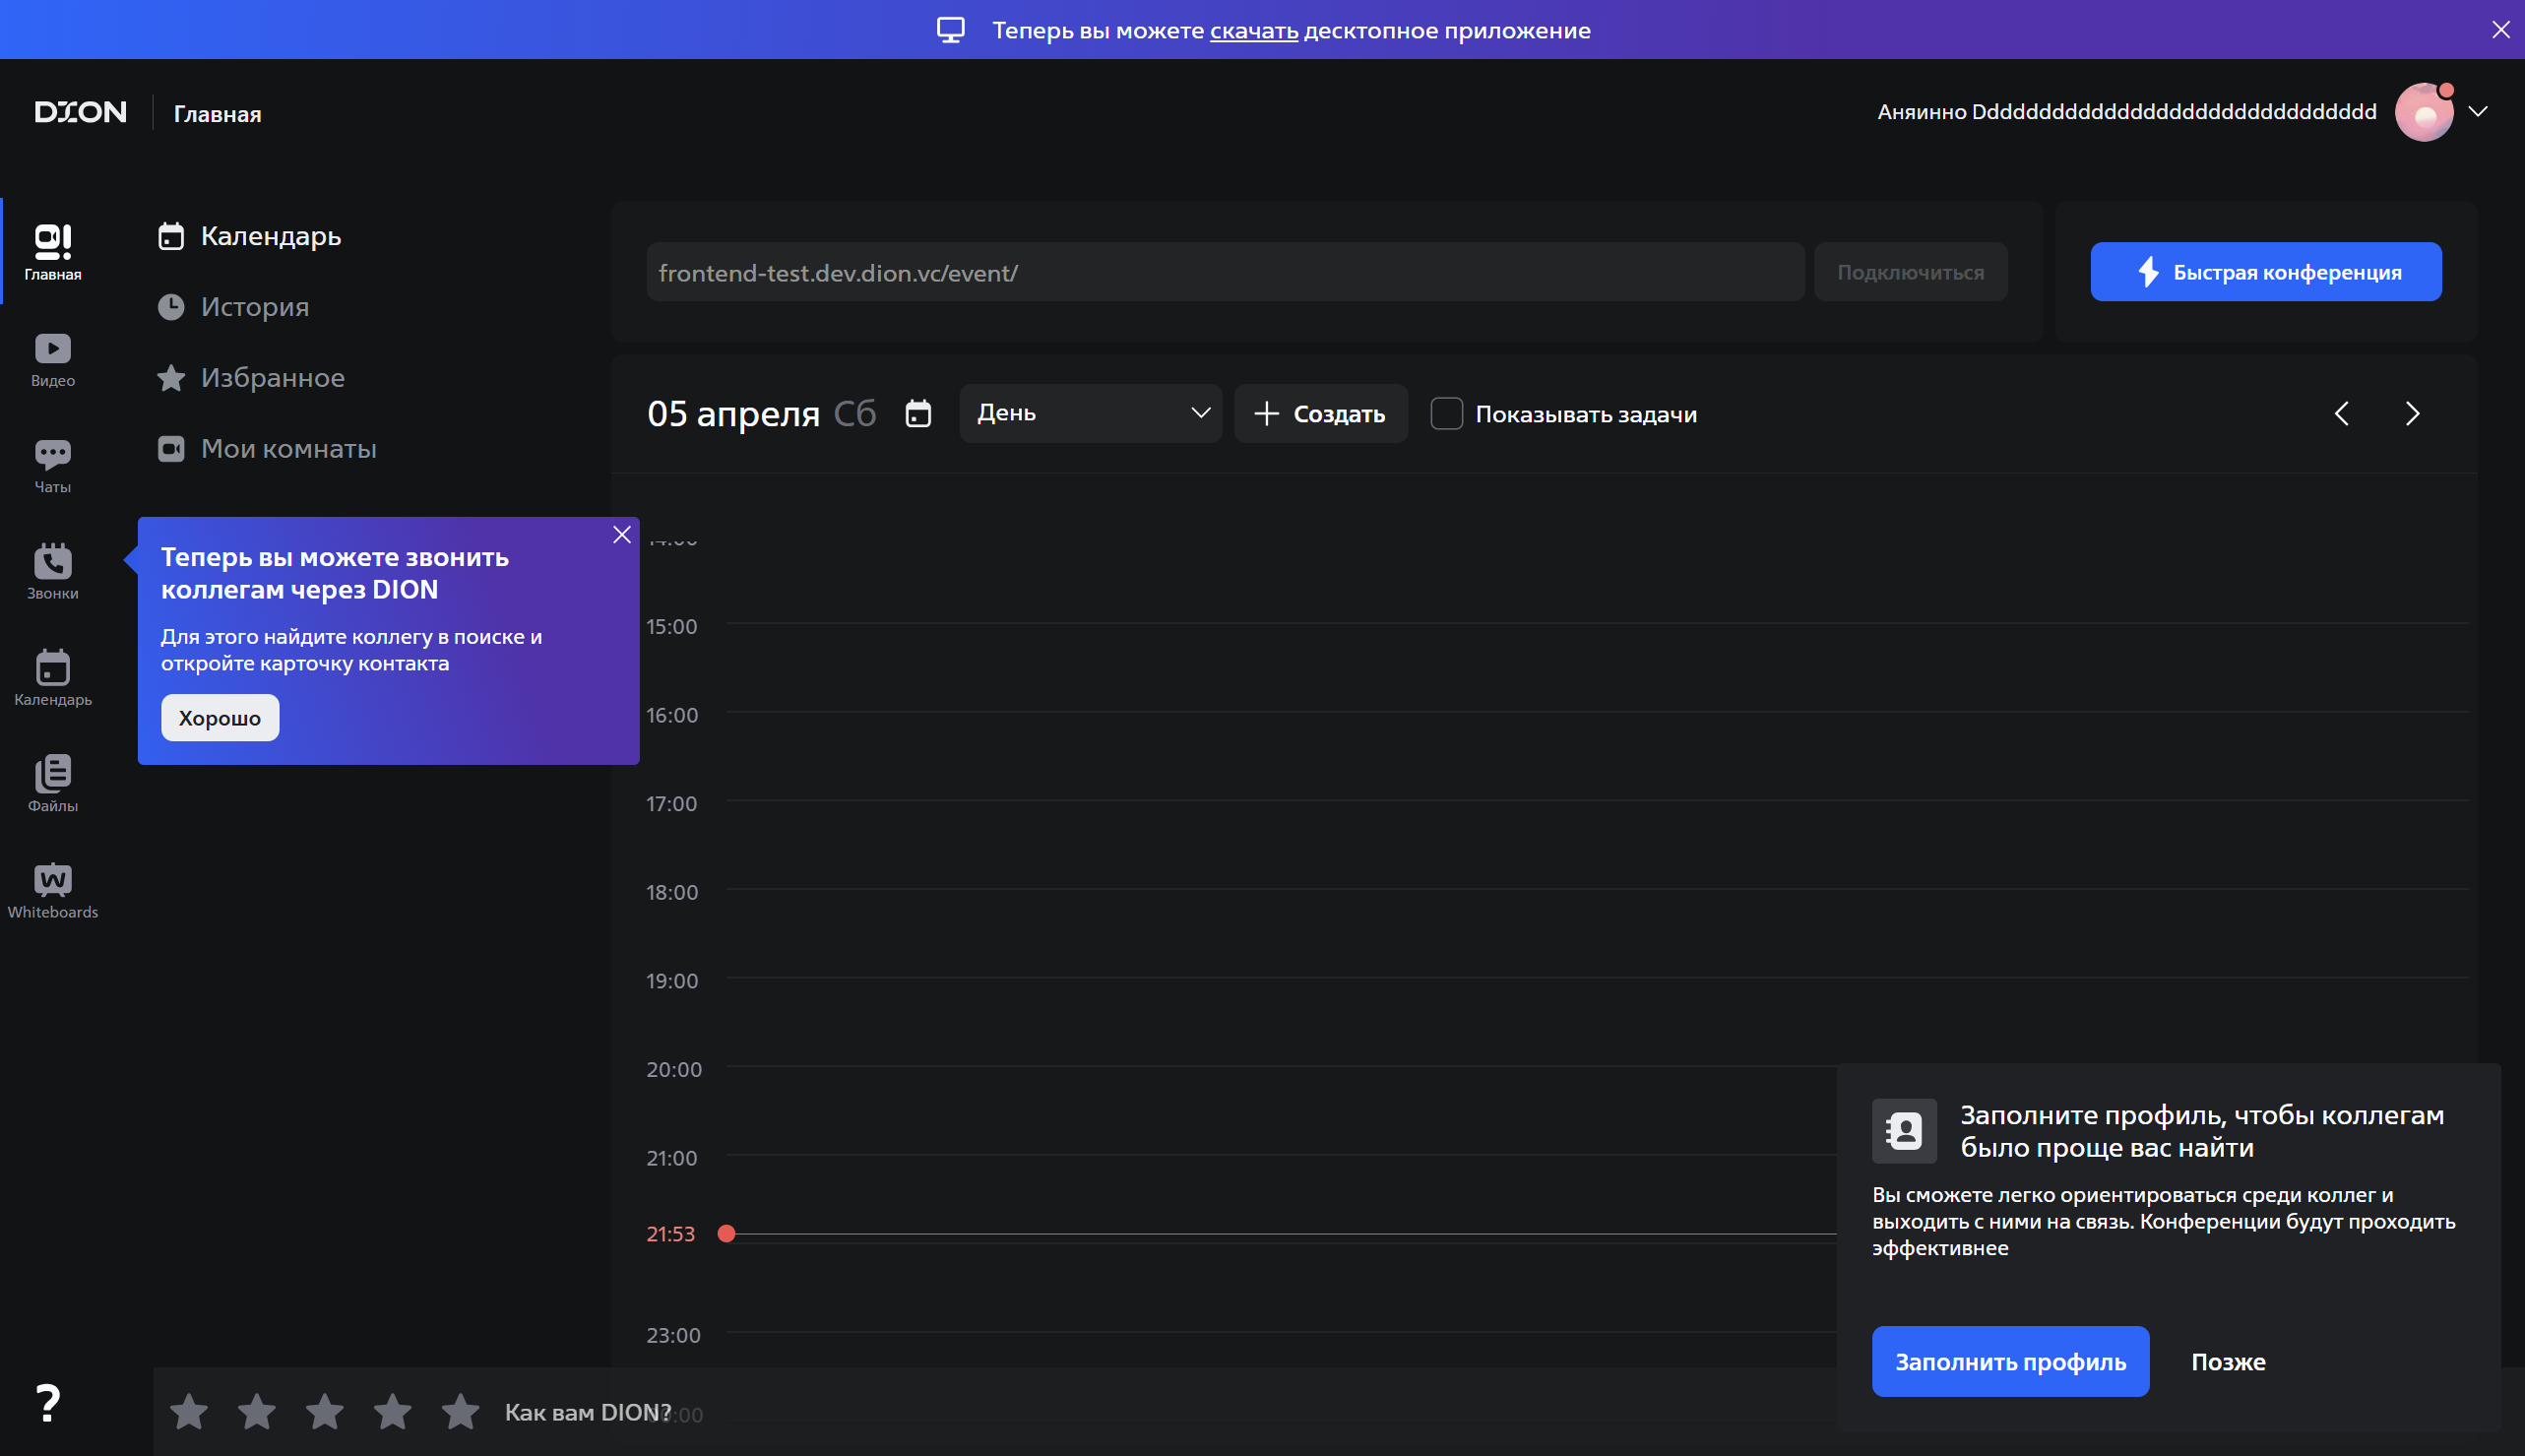 Теперь вы можете скачать десктопное приложение
DION
Главная
Аняинно Ddddddddddddddddddddddddddddddd
Главная
Видео
Чаты
Звонки
Календарь
Файлы
Whiteboards
Календарь
История
Избранное
Мои комнаты
frontend-test.dev.dion.vc/event/
Подключиться
Быстрая конференция
05 апреля Сб
День
Создать
Показывать задачи
Теперь вы можете звонить
коллегам через DION
Для этого найдите коллегу в поиске и
откройте карточку контакта
Хорошо
14:00
15:00
16:00
17:00
18:00
19:00
20:00
21:00
21:53
23:00
Заполните профиль, чтобы коллегам
было проще вас найти
Вы сможете легко ориентироваться среди коллег и
выходить с ними на связь. Конференции будут проходить
эффективнее
Заполнить профиль
Позже
?
Как вам DION?